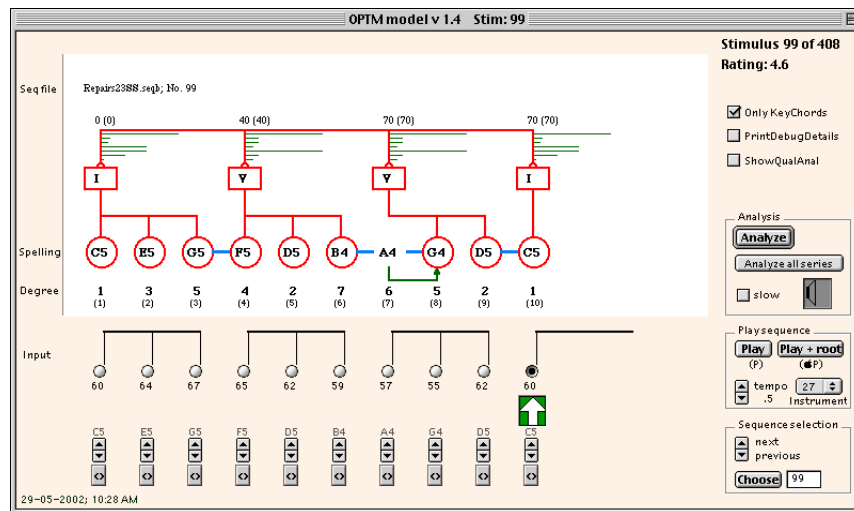 OPTM model v 1.4 Stim: 99
Stimulus 99 of 408
Rating: 4.6
Seq file
Repairs2388.seqb; No. 99
0 (0) 40 (40) 70 (70) 70 (70)
Only KeyChords
PrintDebugDetails
ShowQualAnal
I V V I
Spelling
C5 E5 G5 F5 D5 B4 A4 G4 D5 C5
Degree
1 3 5 4 2 7 6 5 2 1
(1) (2) (3) (4) (5) (6) (7) (8) (9) (10)
Analysis
Analyze
Analyze all series
slow
Input
60 64 67 65 62 59 57 55 62 60
Play sequence
Play Play + root
(P) (P)
tempo 27
.5 Instrument
C5 E5 G5 F5 D5 B4 A4 G4 D5 C5
<> <> <> <> <> <> <> <> <> <>
Sequence selection
next
previous
Choose 99
29-05-2002; 10:28 AM